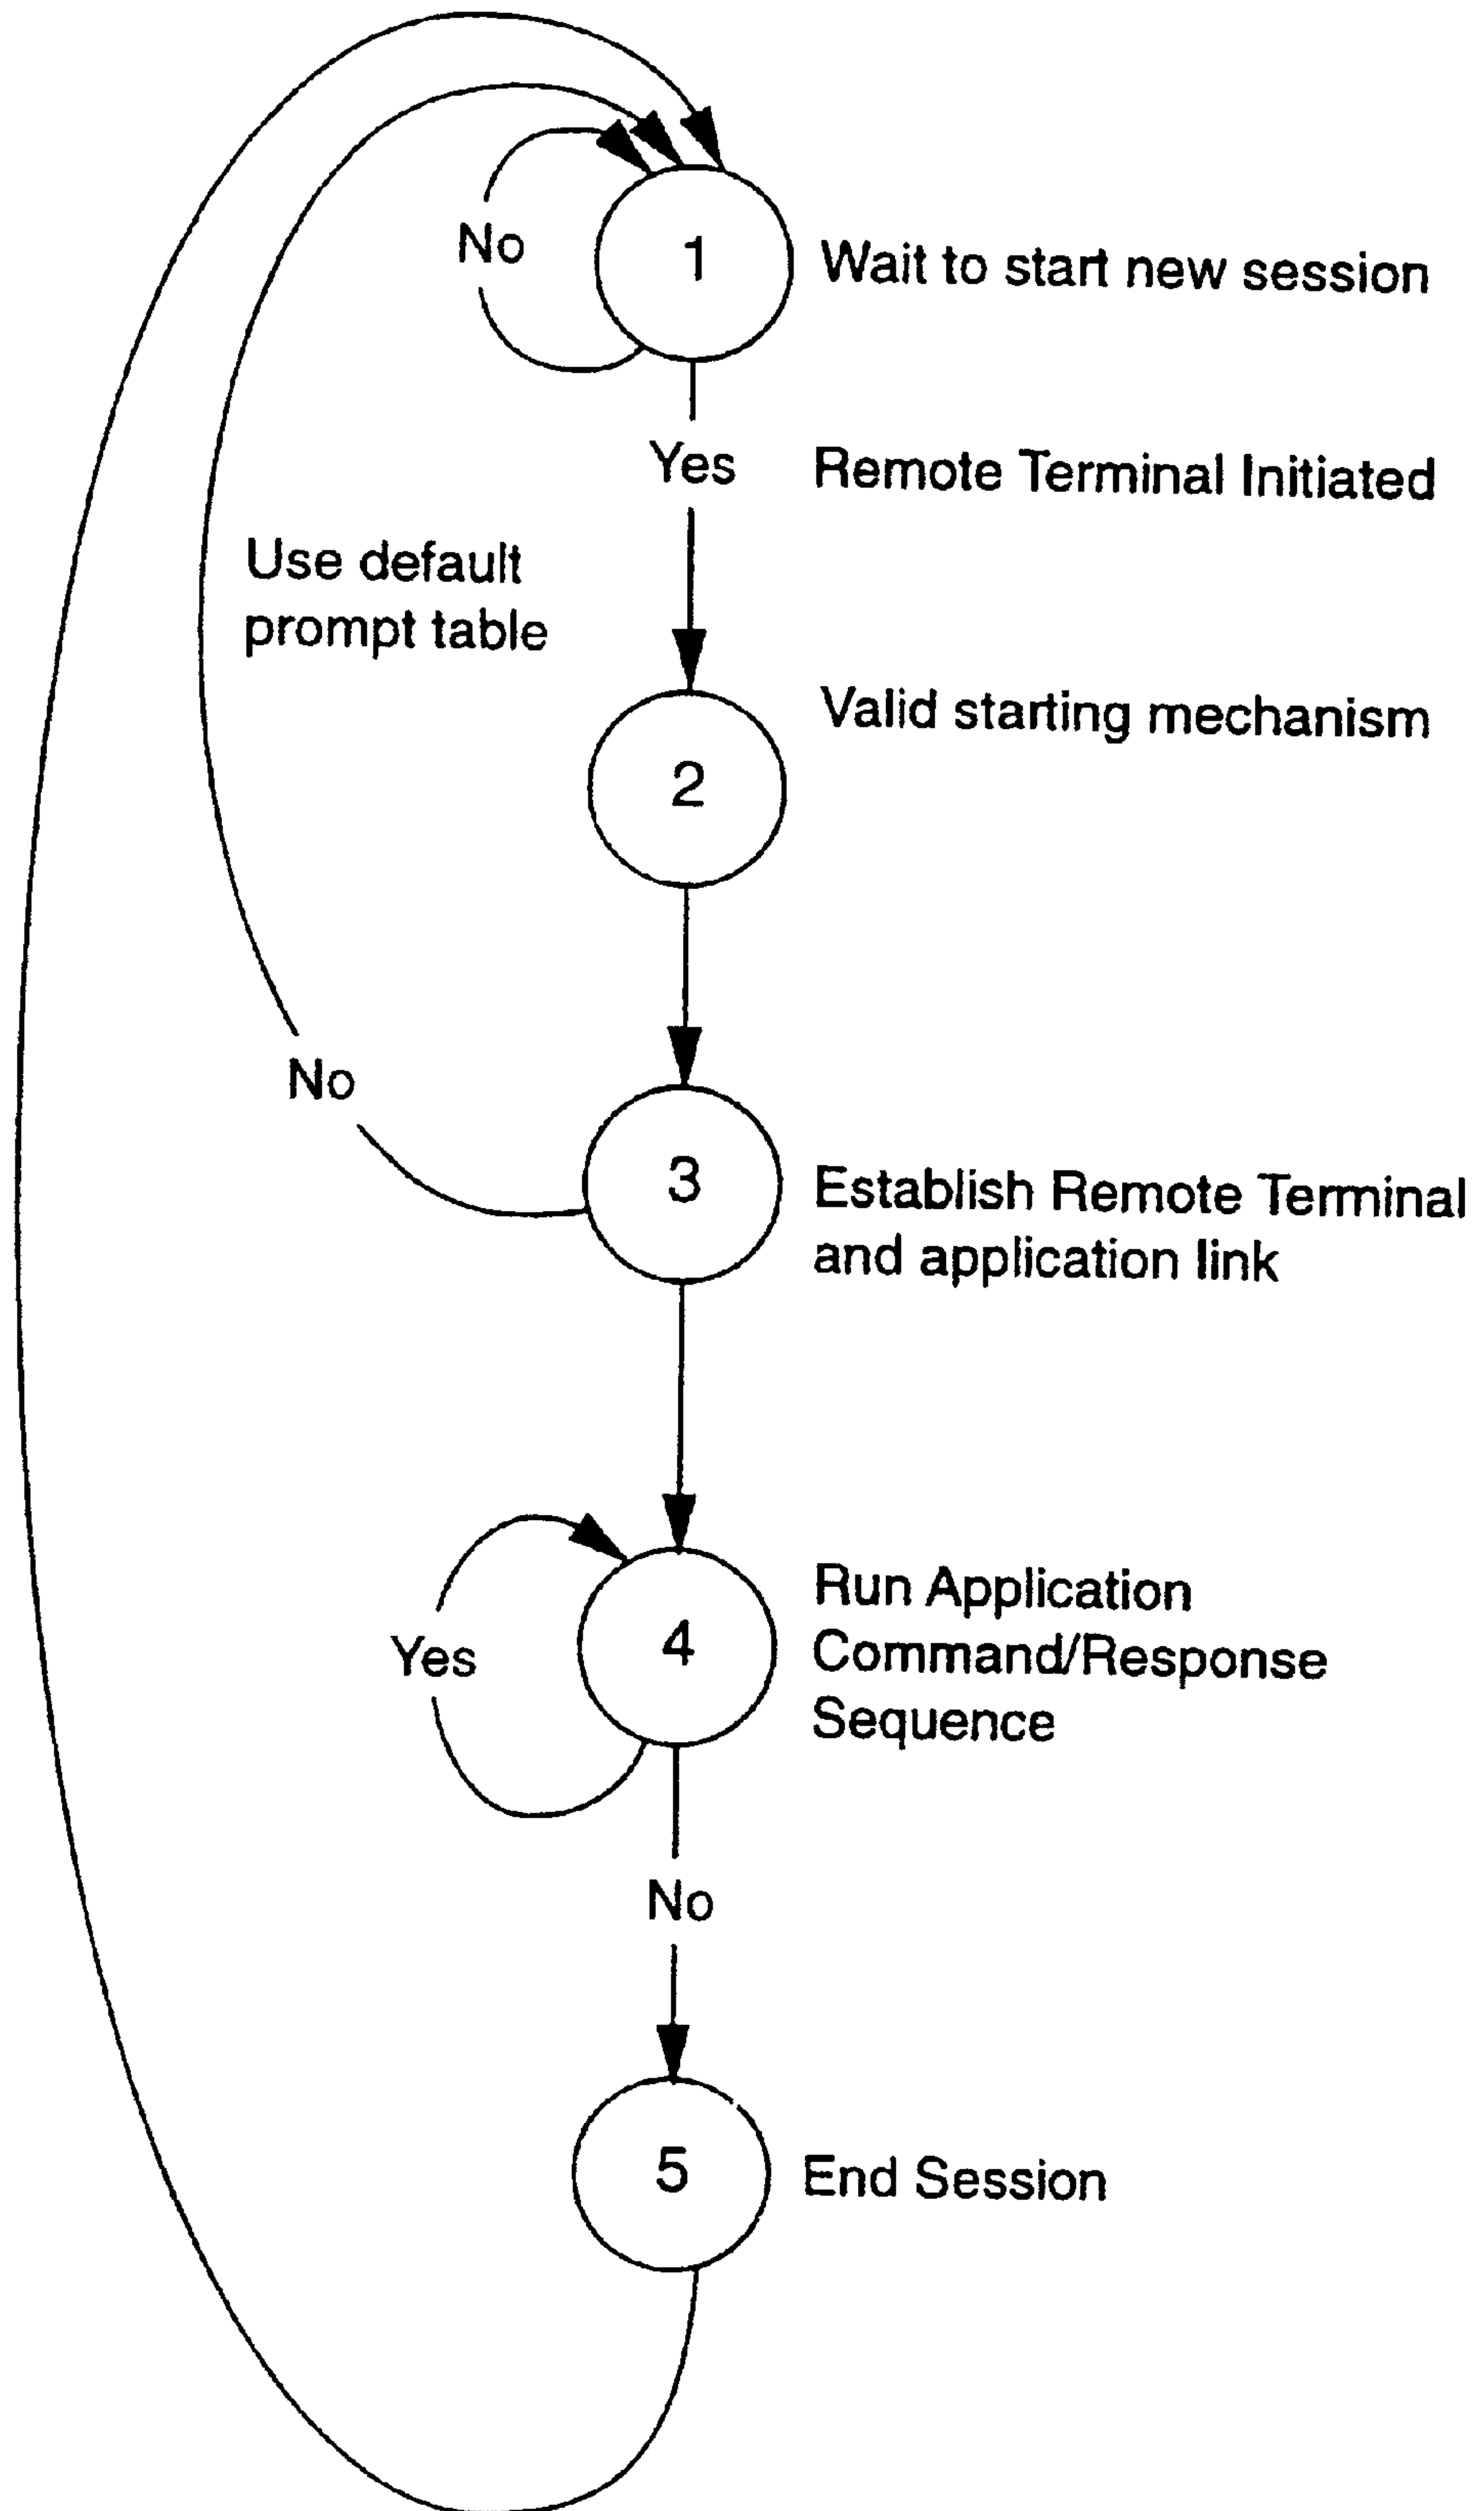 No
1
Wait to start new session
Yes
Remote Terminal Initiated
Use default
prompt table
Valid starting mechanism
2
No
3
Establish Remote Terminal
and application link
Run Application
Command/Response
Sequence
4
Yes
No
5
End Session